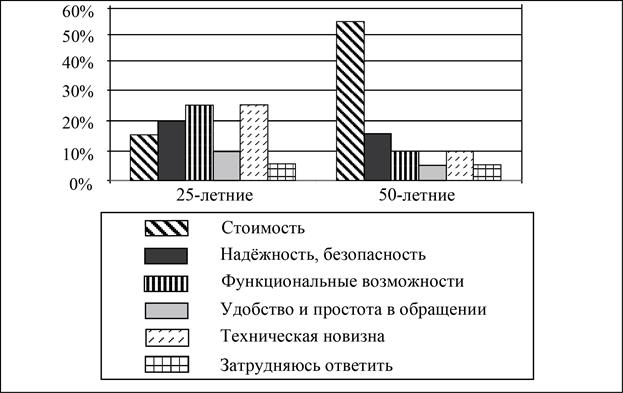 60%
50%
40%
30%
20%
10%
0%
25-летние 50-летние
Стоимость
Надёжность, безопасность
Функциональные возможности
Удобство и простота в обращении
Техническая новизна
Затрудняюсь ответить